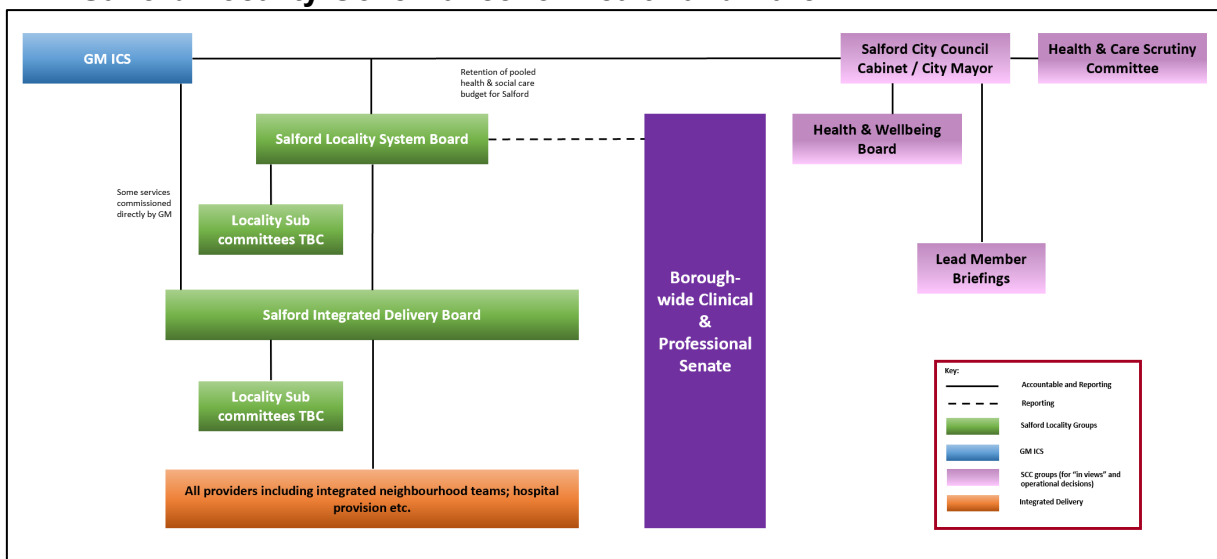 GM ICS
Salford City Council
Cabinet / City Mayor
Health & Care Scrutiny
Committee
Retention of pooled
health & social care
budget for Salford
Salford Locality System Board
Health & Wellbeing
Board
Some services
commissioned
directly by GM
Locality Sub
committees TBC
Lead Member
Briefings
Borough-
wide Clinical
&
Professional
Senate
Salford Integrated Delivery Board
Locality Sub
committees TBC
All providers including integrated neighbourhood teams; hospital
provision etc.
Key:
Accountable and Reporting
Reporting
Salford Locality Groups
GM ICS
SCC groups (for “in views” and
operational decisions)
Integrated Delivery